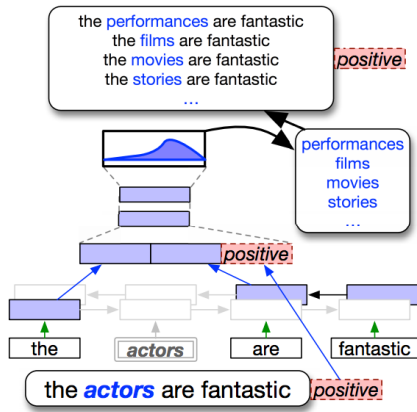 the performances are fantastic
the films are fantastic
the movies are fantastic
the stories are fantastic
...
positive
performances
films
movies
stories
...
positive
the actors are fantastic
the actors are fantastic
positive